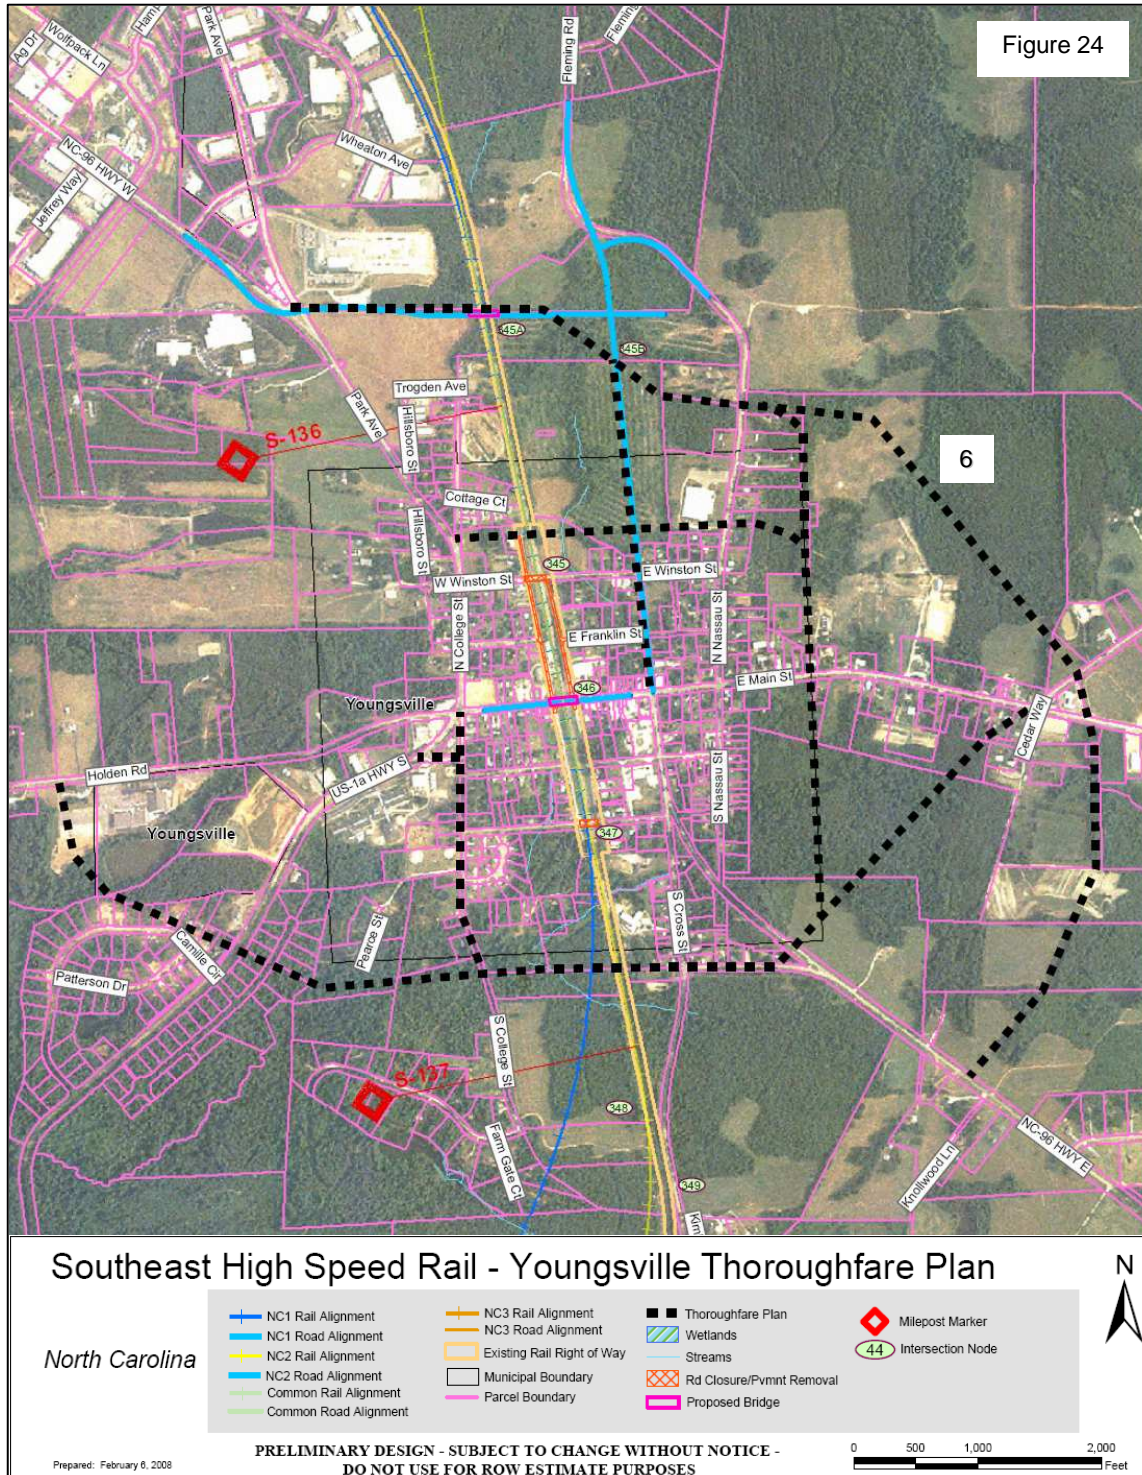 Figure 24
Ag Dr
Wolfpack Ln
Park Ave
Fleming Rd
Wheaton Ave
NC-96 HWY W
Jeffrey Way
45A
45B
Trogden Ave
Park Ave
Hillsboro St
S-136
6
Cottage Ct
Hillsboro St
345
W Winston St
E Winston St
N College St
E Franklin St
N Nassau St
346
E Main St
Youngsville
Cedar Way
US-1a HWY S
Holden Rd
S Nassau St
Youngsville
347
Pearce St
S Cross St
Camille Cir
Patterson Dr
S College St
S-137
348
Farm Gate Ct
NC-96 HWY E
Knollwood Ln
349
Southeast High Speed Rail - Youngsville Thoroughfare Plan
N
North Carolina
NC1 Rail Alignment
NC1 Road Alignment
NC2 Rail Alignment
NC2 Road Alignment
Common Rail Alignment
Common Road Alignment
NC3 Rail Alignment
NC3 Road Alignment
Existing Rail Right of Way
Municipal Boundary
Parcel Boundary
Thoroughfare Plan
Wetlands
Streams
Rd Closure/Pvmnt Removal
Proposed Bridge
Milepost Marker
44 Intersection Node
Prepared: February 6, 2008
PRELIMINARY DESIGN - SUBJECT TO CHANGE WITHOUT NOTICE -
DO NOT USE FOR ROW ESTIMATE PURPOSES
0 500 1,000 2,000
Feet